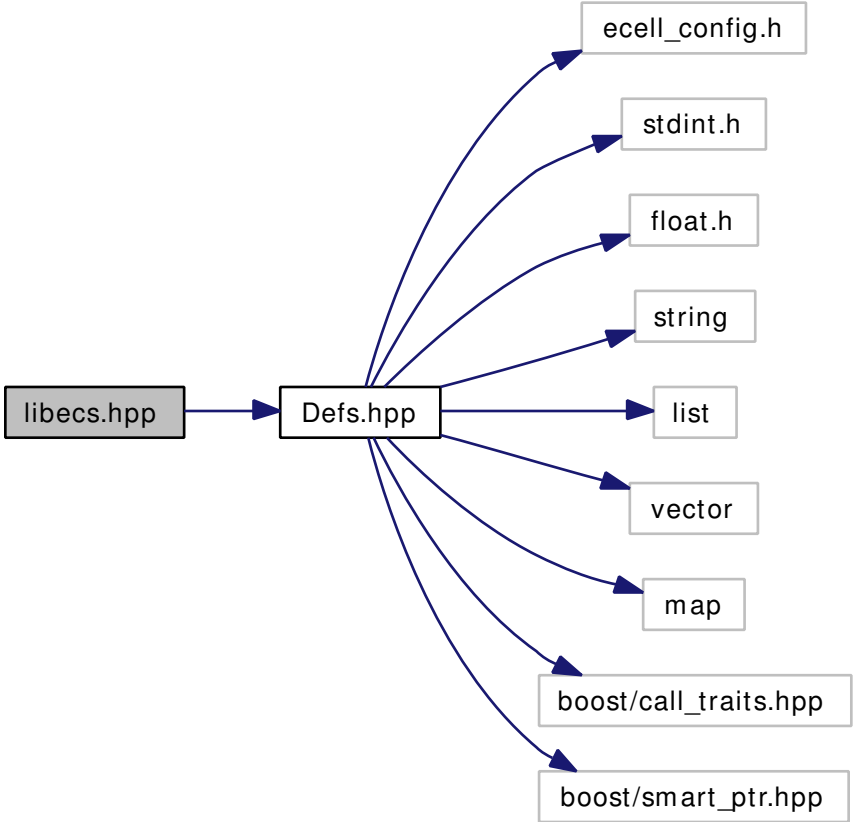 ecell_config.h
stdint.h
float.h
string
libecs.hpp
Defs.hpp
list
vector
map
boost/call_traits.hpp
boost/smart_ptr.hpp